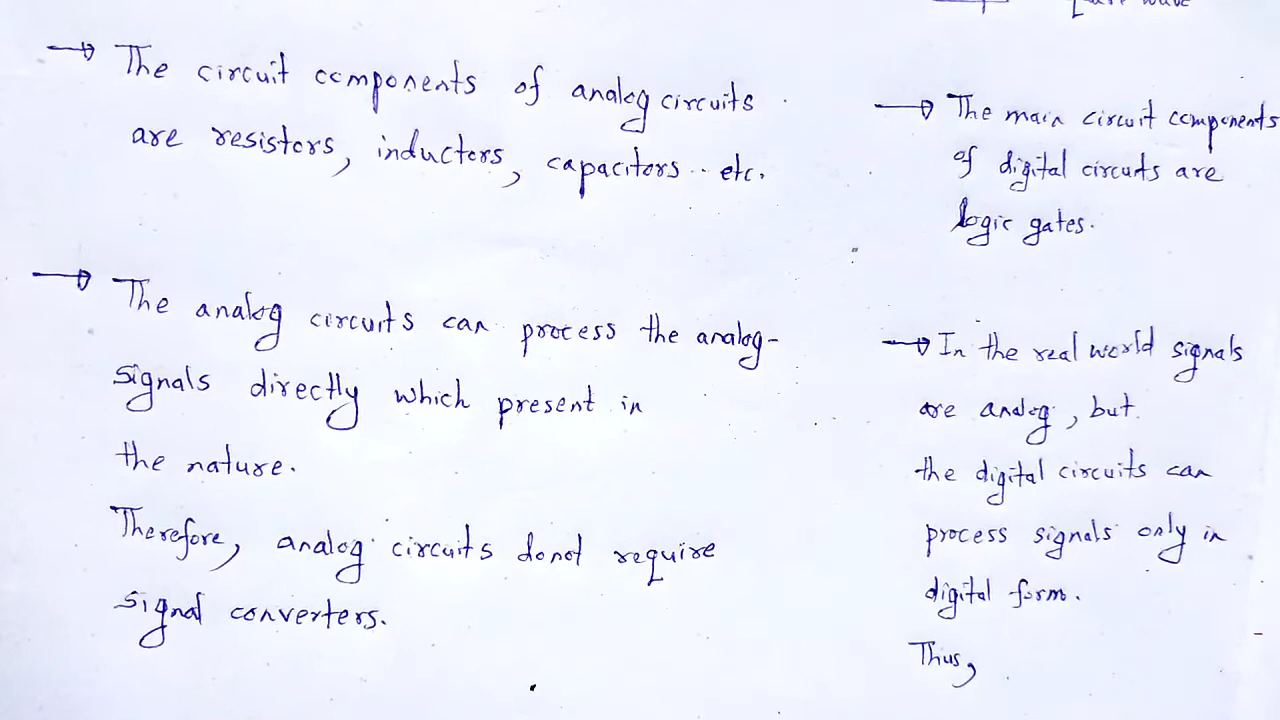 → The circuit components of analog circuits
are resistors, inductors, capacitors .. etc.
→ The analog circuits can process the analog-
signals directly which present in
the nature.
Therefore, analog circuits donot require
signal converters.
→ The main circuit components
of digital circuits are
logic gates.
→ In the real world signals
are analog, but
the digital circuits can
process signals only in
digital form.
Thus,